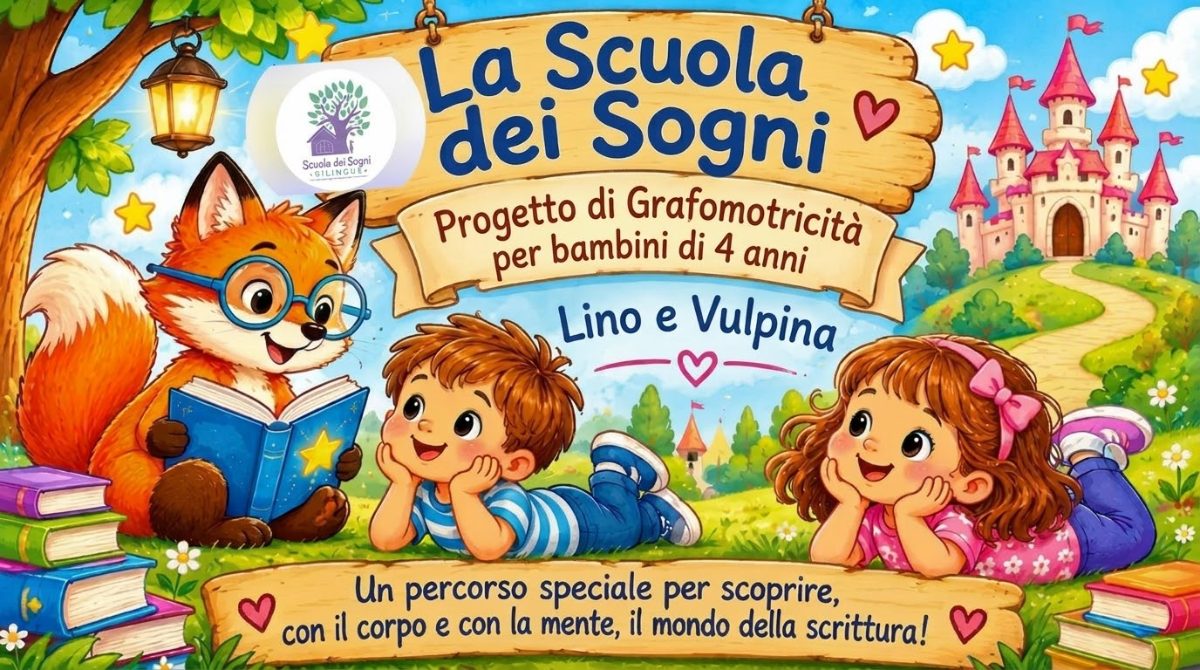 La Scuola
dei Sogni
Scuola dei Sogni
• GILINGUE •
Progetto di Grafomotricità
per bambini di 4 anni
Lino e Vulpina
Un percorso speciale per scoprire,
con il corpo e con la mente, il mondo della scrittura!